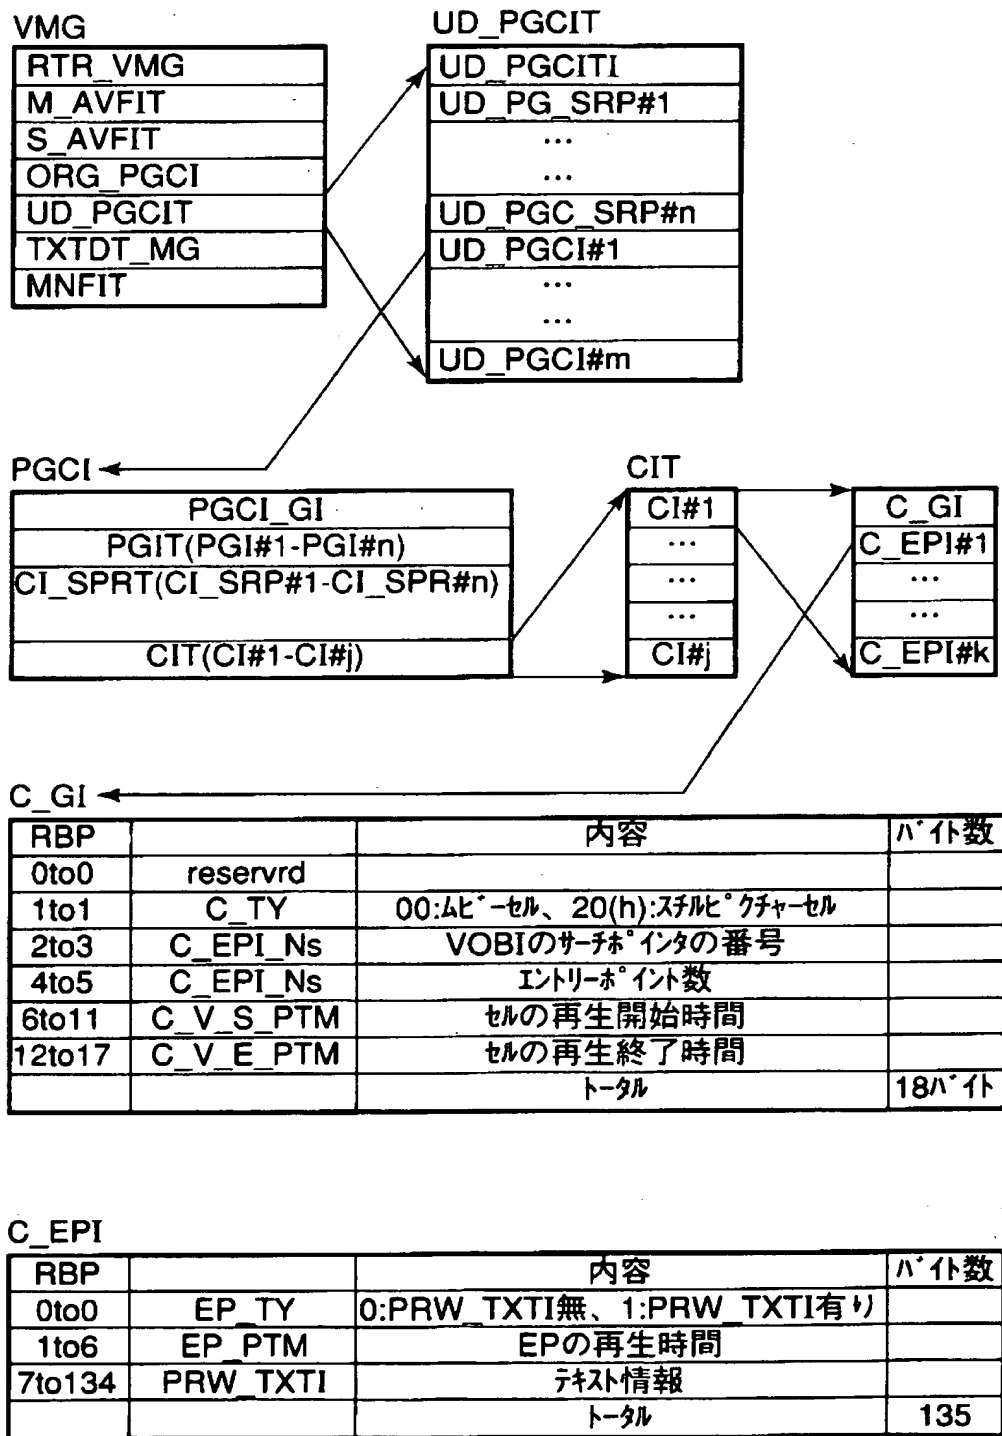 VMG
RTR_VMG
M_AVFIT
S_AVFIT
ORG_PGCI
UD_PGCIT
TXTDT_MG
MNFIT
UD_PGCIT
UD_PGCITI
UD_PG_SRP#1
...
...
UD_PGC_SRP#n
UD_PGCI#1
...
...
UD_PGCI#m
PGCI
PGCI_GI
PGIT(PGI#1-PGI#n)
CI_SPRT(CI_SRP#1-CI_SPR#n)
CIT(CI#1-CI#j)
CIT
CI#1
...
...
...
CI#j
C_GI
C_EPI#1
...
...
C_EPI#k
C_GI
RBP 内容 バイト数
0to0 reservrd
1to1 C_TY 00:ムビーセル、20(h):スチルピクチャーセル
2to3 C_EPI_Ns VOBIのサーチポインタの番号
4to5 C_EPI_Ns エントリーポイント数
6to11 C_V_S_PTM セルの再生開始時間
12to17 C_V_E_PTM セルの再生終了時間
トータル 18バイト
C_EPI
RBP 内容 バイト数
0to0 EP_TY 0:PRW_TXTI無、1:PRW_TXTI有り
1to6 EP_PTM EPの再生時間
7to134 PRW_TXTI テキスト情報
トータル 135